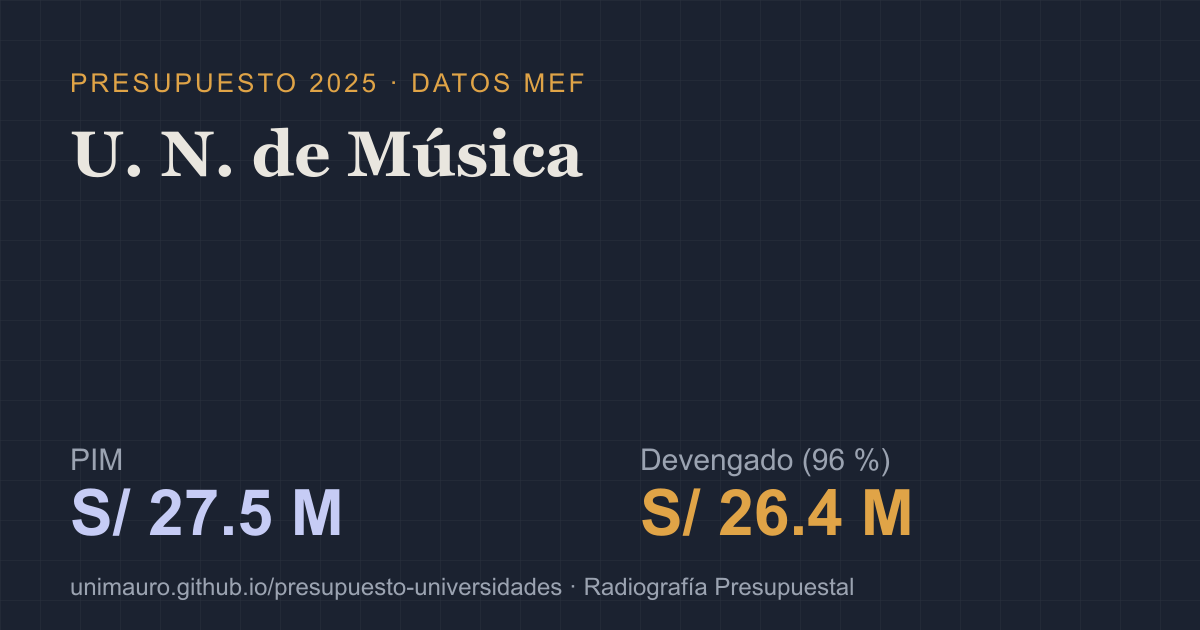 PRESUPUESTO 2025 · DATOS MEF
U. N. de Música
PIM
S/ 27.5 M
Devengado (96 %)
S/ 26.4 M
unimauro.github.io/presupuesto-universidades · Radiografía Presupuestal